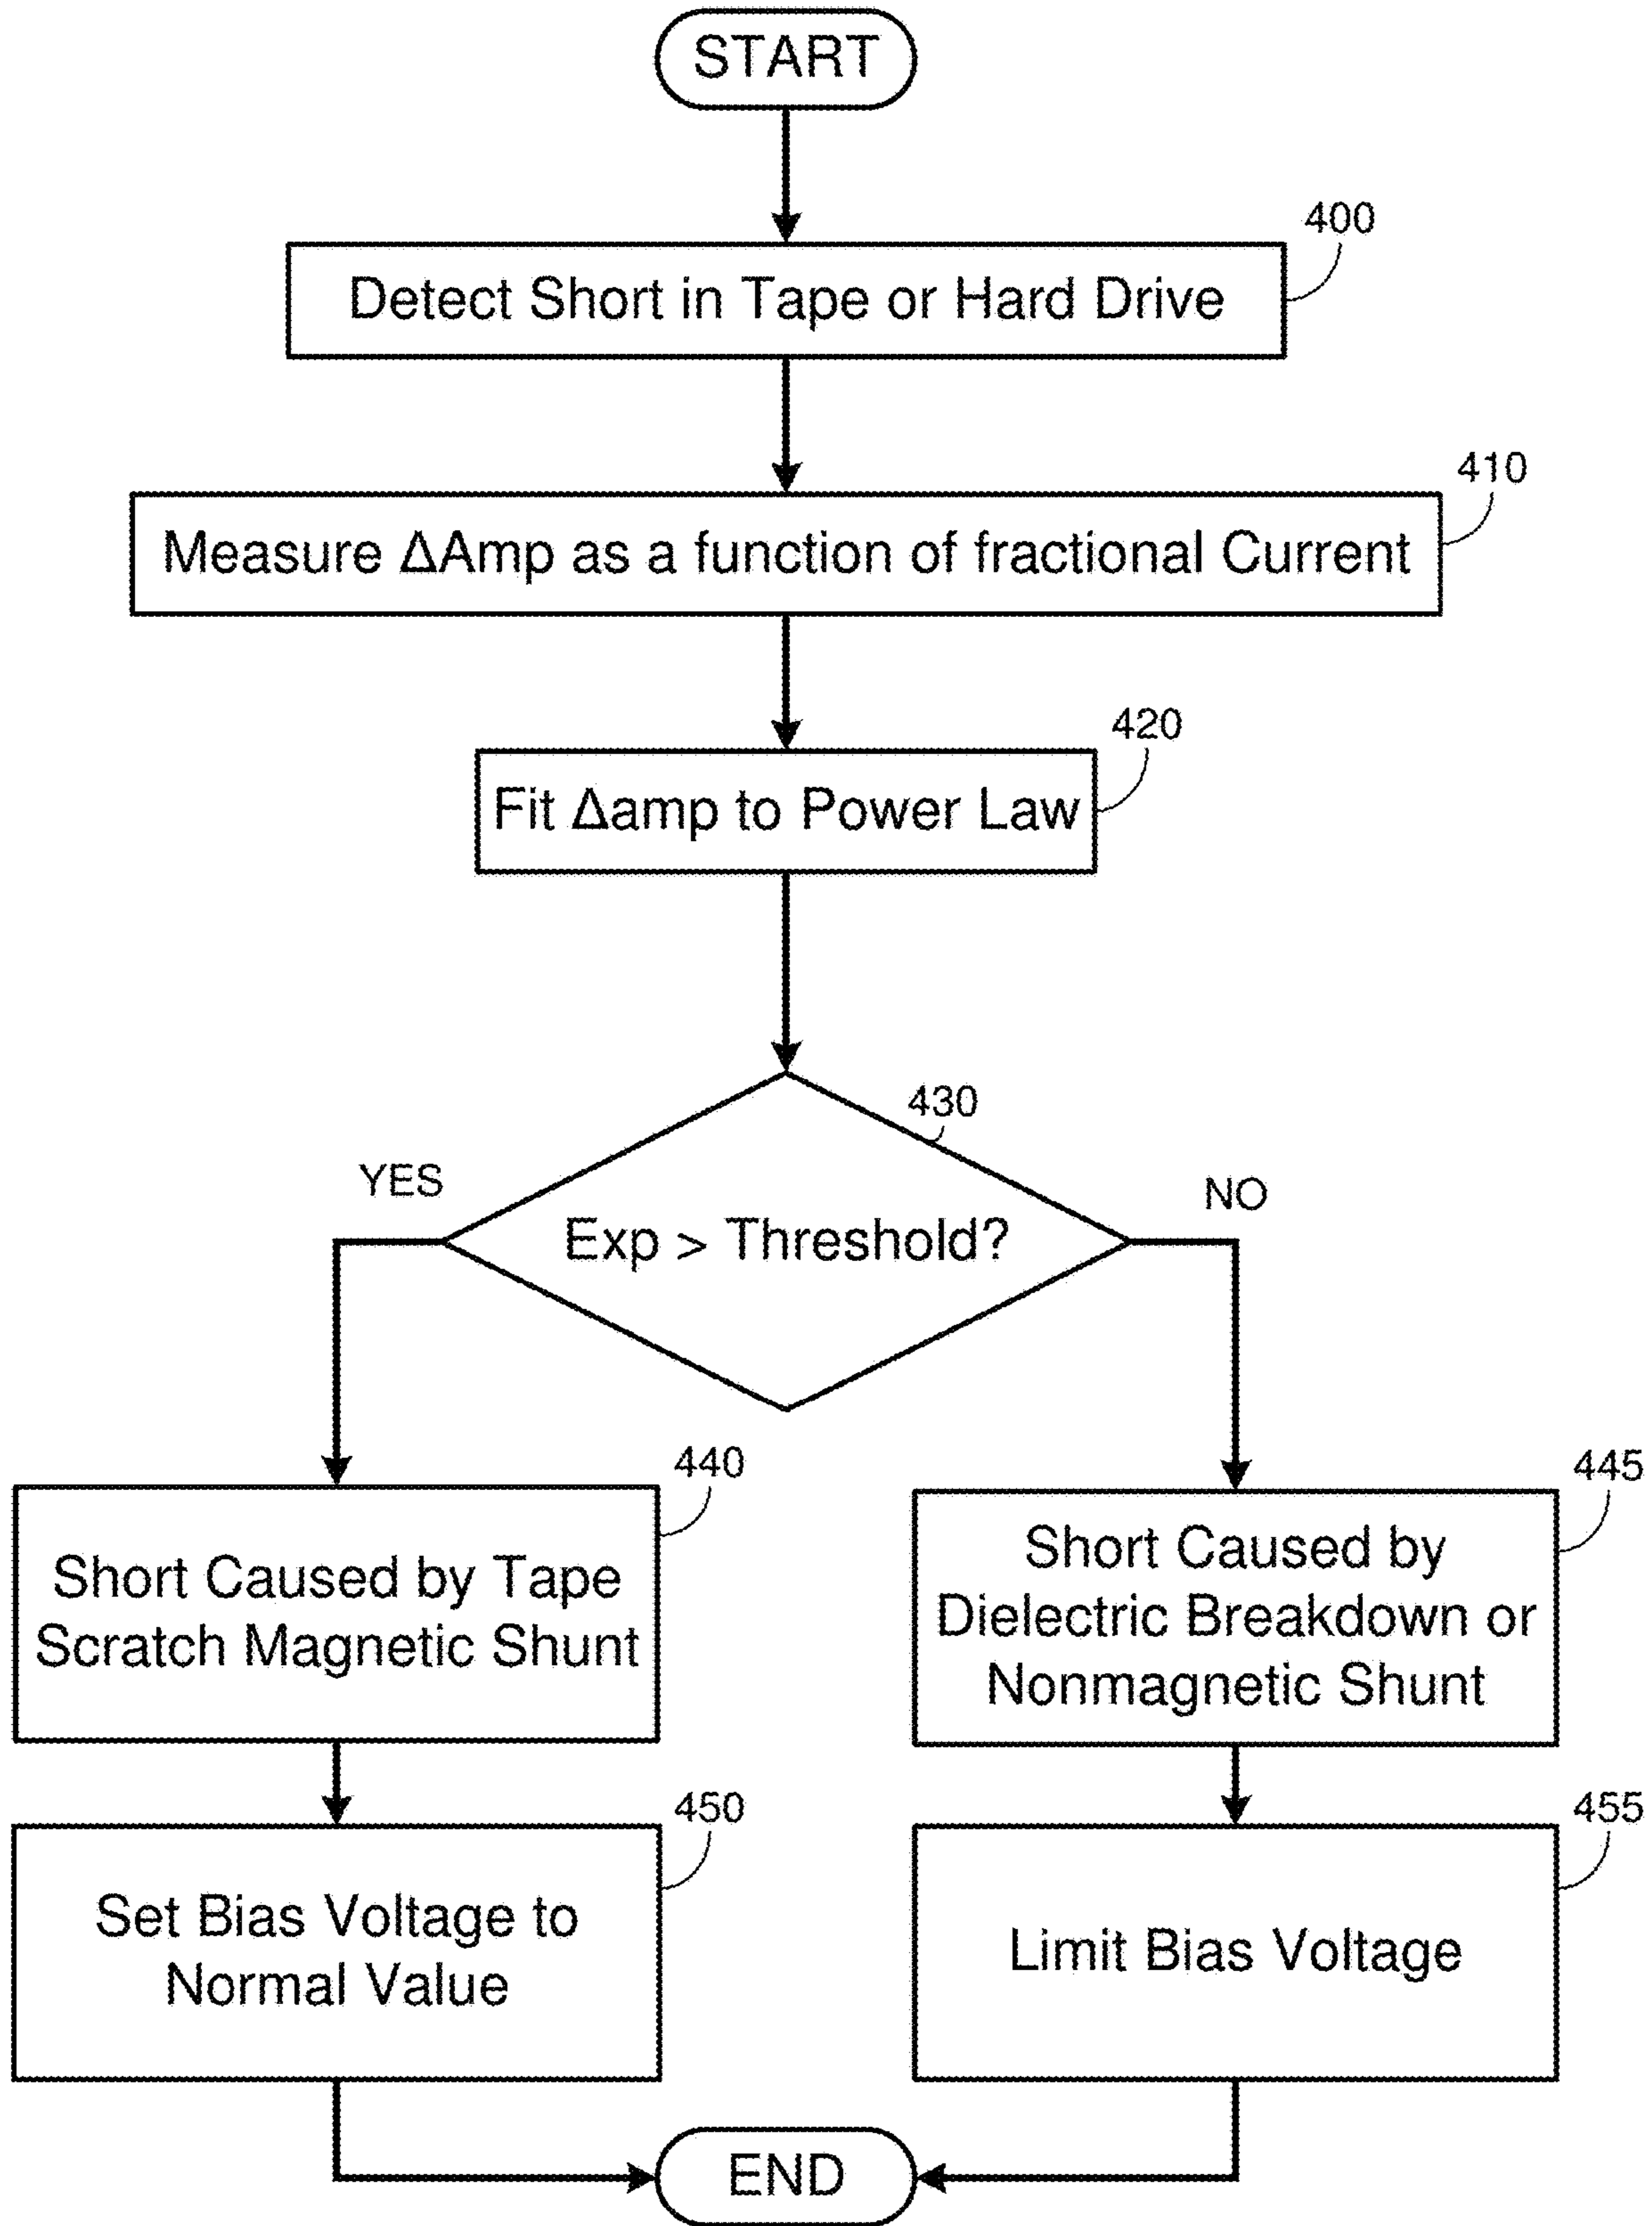 START
400
Detect Short in Tape or Hard Drive
410
Measure ΔAmp as a function of fractional Current
420
Fit Δamp to Power Law
430
YES
NO
Exp > Threshold?
440
Short Caused by Tape
Scratch Magnetic Shunt
445
Short Caused by
Dielectric Breakdown or
Nonmagnetic Shunt
450
Set Bias Voltage to
Normal Value
455
Limit Bias Voltage
END